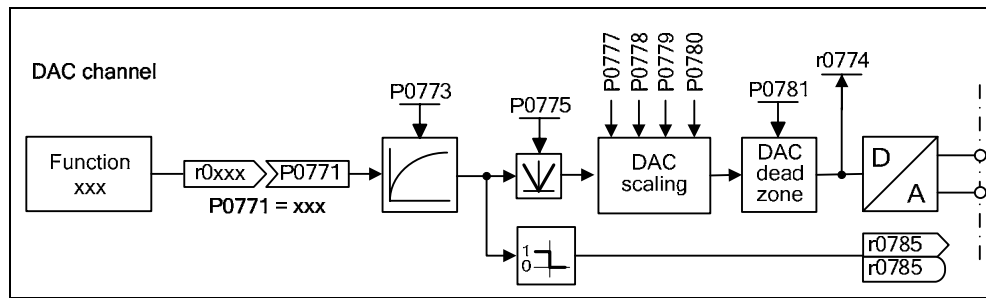 DAC channel
P0773
P0775
P0777
P0778
P0779
P0780
P0781
r0774
Function
xxx
r0xxx
P0771
P0771 = xxx
DAC
scaling
DAC
dead
zone
D
A
1
0
r0785
r0785